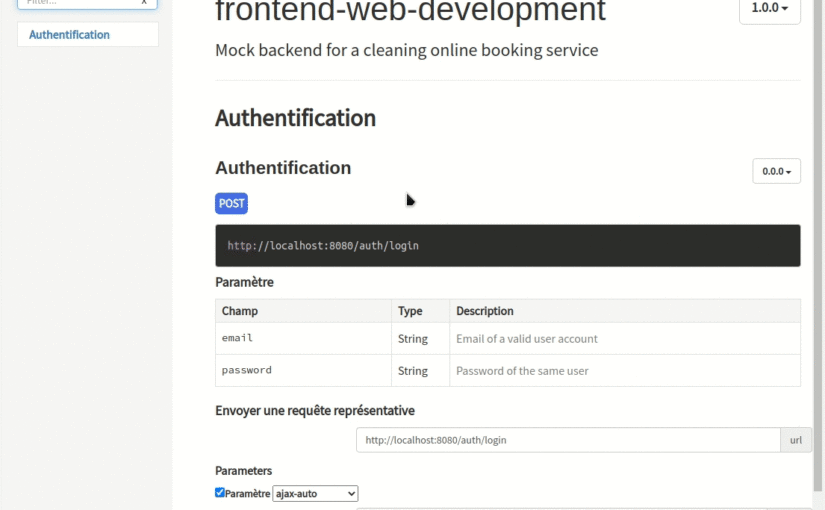 Filter... x
Authentification
frontend-web-development
1.0.0
Mock backend for a cleaning online booking service
Authentification
Authentification
0.0.0
POST
http://localhost:8080/auth/login
Paramètre
Champ Type Description
email String Email of a valid user account
password String Password of the same user
Envoyer une requête représentative
http://localhost:8080/auth/login url
Parameters
Paramètre ajax-auto